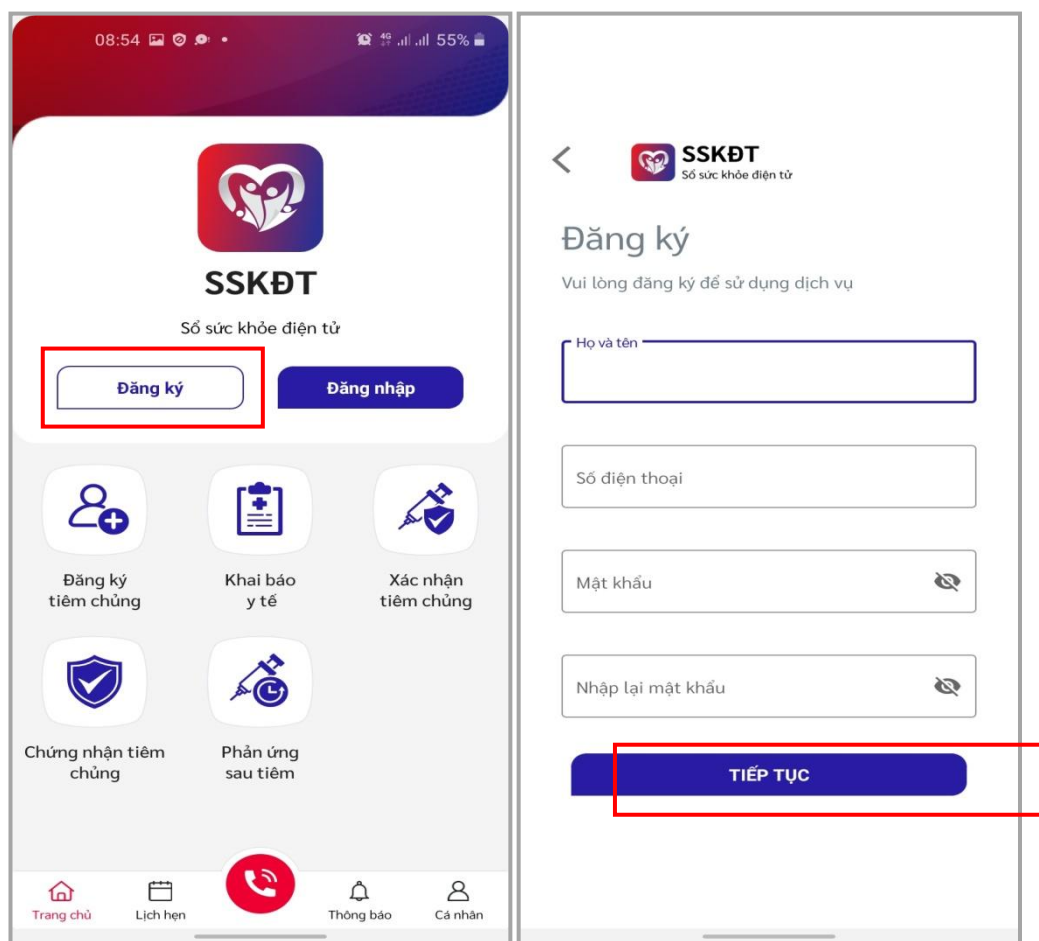 08:54
4G
55%
SSKĐT
Sổ sức khỏe điện tử
Đăng ký
Đăng nhập
Đăng ký
tiêm chủng
Khai báo
y tế
Xác nhận
tiêm chủng
Chứng nhận tiêm
chủng
Phản ứng
sau tiêm
Trang chủ
Lịch hẹn
Thông báo
Cá nhân
SSKĐT
Sổ sức khỏe điện tử
Đăng ký
Vui lòng đăng ký để sử dụng dịch vụ
Họ và tên
Số điện thoại
Mật khẩu
Nhập lại mật khẩu
TIẾP TỤC